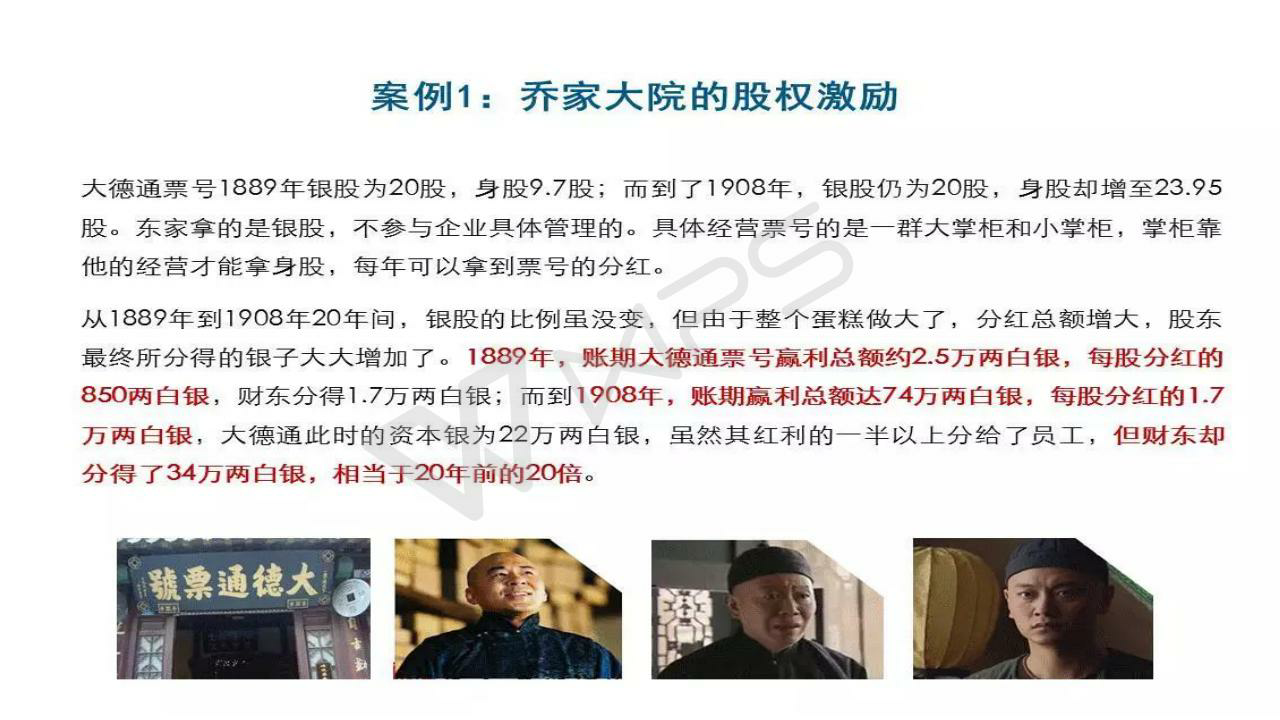 案例1：乔家大院的股权激励
大德通票号1889年银股为20股，身股9.7股；而到了1908年，银股仍为20股，身股却增至23.95
股。东家拿的是银股，不参与企业具体管理的。具体经营票号的是一群大掌柜和小掌柜，掌柜靠
他的经营才能拿身股，每年可以拿到票号的分红。
从1889年到1908年20年间，银股的比例虽没变，但由于整个蛋糕做大了，分红总额增大，股东
最终所分得的银子大大增加了。1889年，账期大德通票号赢利总额约2.5万两白银，每股分红的
850两白银，财东分得1.7万两白银；而到1908年，账期赢利总额达74万两白银，每股分红的1.7
万两白银，大德通此时的资本银为22万两白银，虽然其红利的一半以上分给了员工，但财东却
分得了34万两白银，相当于20年前的20倍。
WPS
大德通票號